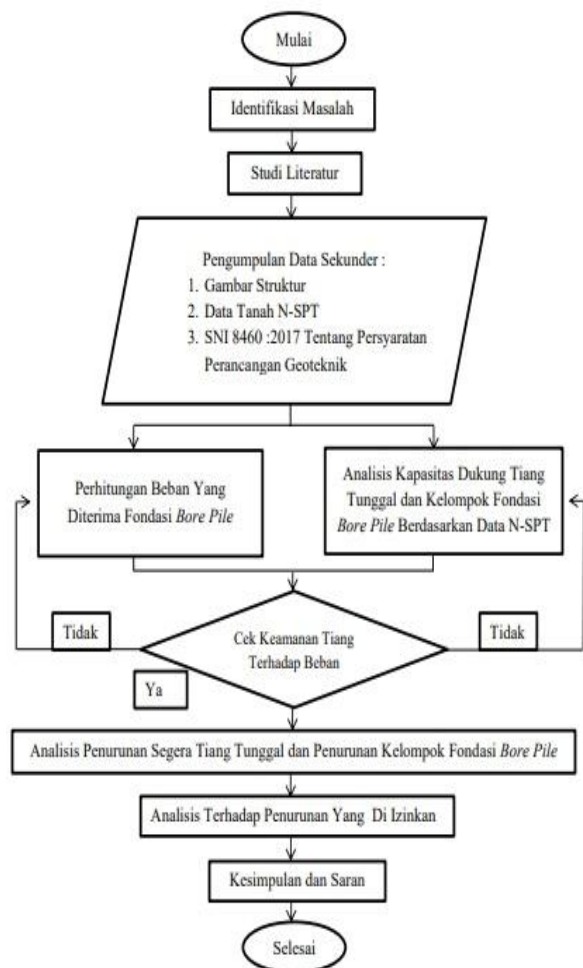 Mulai
Identifikasi Masalah
Studi Literatur
Pengumpulan Data Sekunder :
1. Gambar Struktur
2. Data Tanah N-SPT
3. SNI 8460 :2017 Tentang Persyaratan
Perancangan Geoteknik
Perhitungan Beban Yang
Diterima Fondasi Bore Pile
Analisis Kapasitas Dukung Tiang
Tunggal dan Kelompok Fondasi
Bore Pile Berdasarkan Data N-SPT
Tidak
Cek Keamanan Tiang
Terhadap Beban
Tidak
Ya
Analisis Penurunan Segera Tiang Tunggal dan Penurunan Kelompok Fondasi Bore Pile
Analisis Terhadap Penurunan Yang Di Izinkan
Kesimpulan dan Saran
Selesai